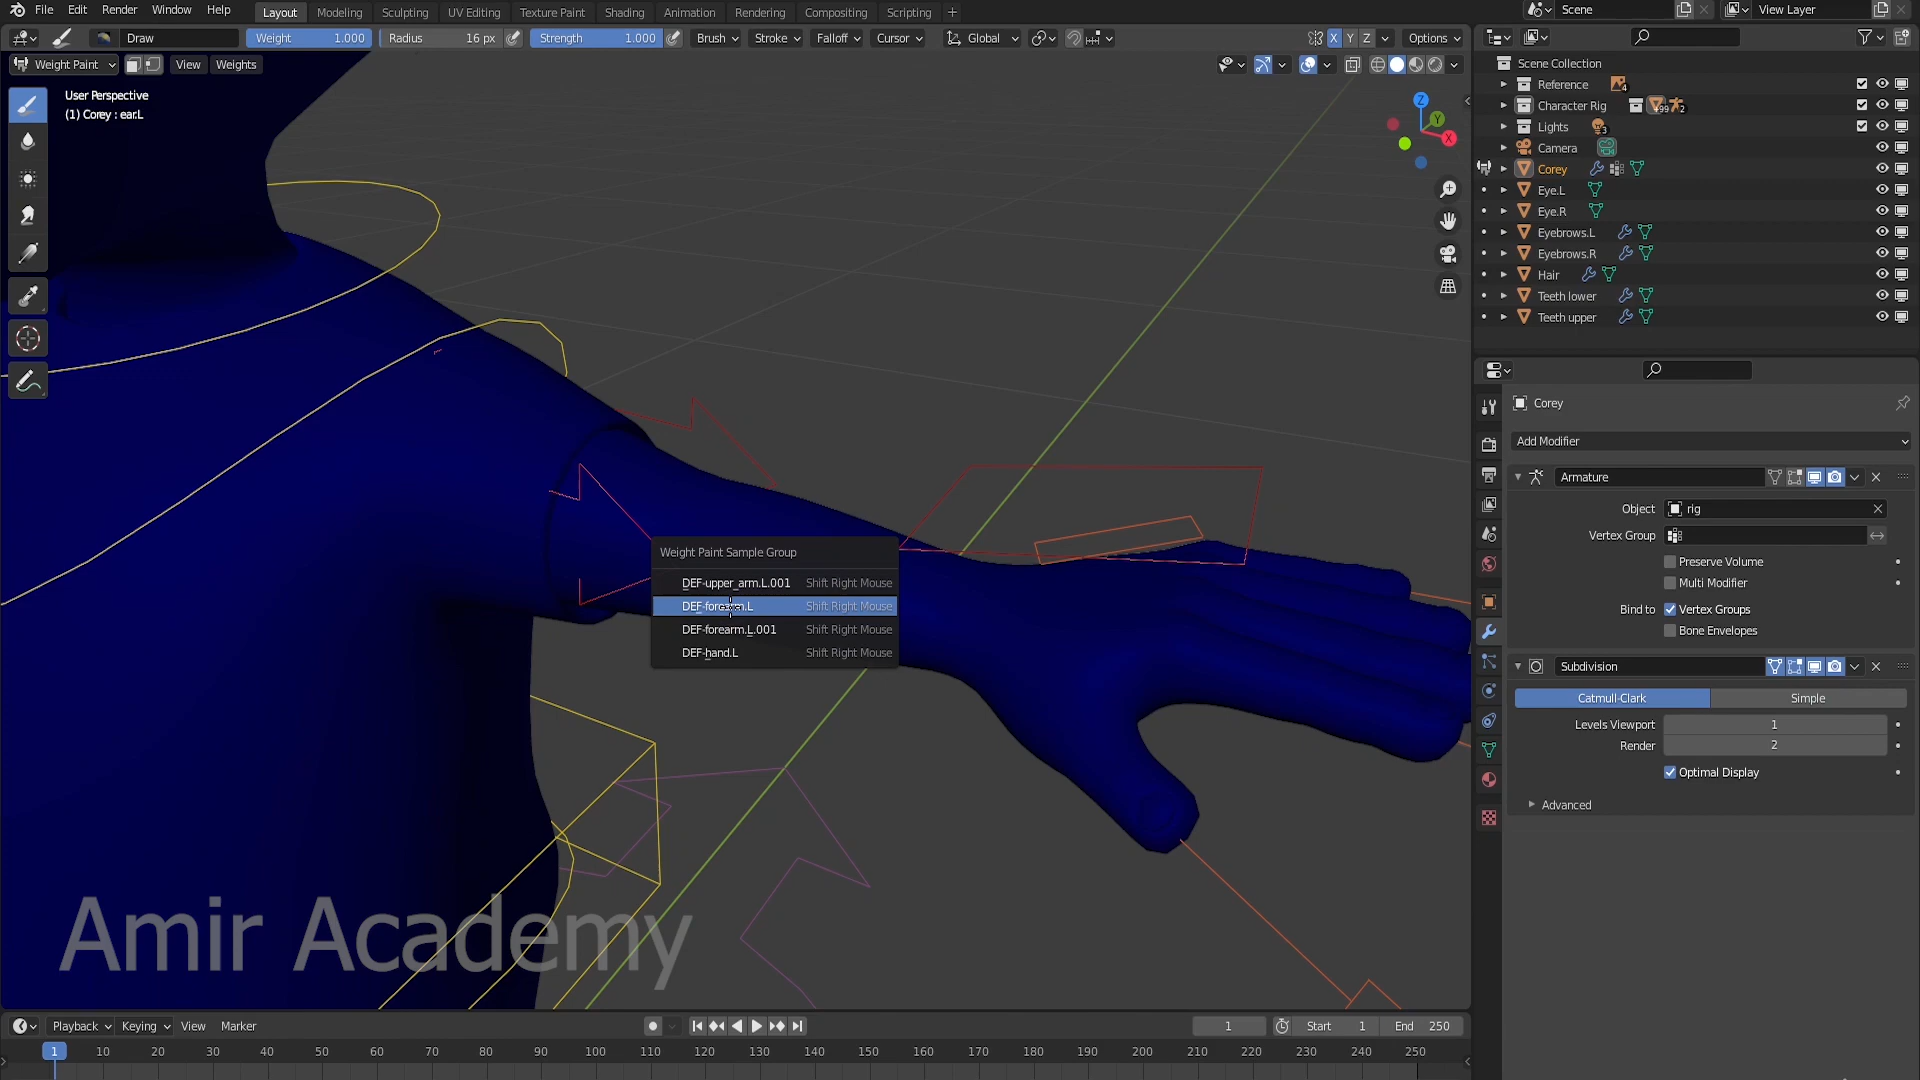 File Edit Render Window Help Layout Modeling Sculpting UV Editing Texture Paint Shading Animation Rendering Compositing Scripting + Scene View Layer
Draw Weight 1.000 Radius 16 px Strength 1.000 Brush Stroke Falloff Cursor Global X Y Z Options
Weight Paint View Weights
User Perspective
(1) Corey : ear.L
Z
Y
X
Scene Collection
Reference 4
Character Rig +99 2
Lights 3
Camera
Corey
Eye.L
Eye.R
Eyebrows.L
Eyebrows.R
Hair
Teeth lower
Teeth upper
Corey
Add Modifier
Armature
Object rig
Vertex Group
Preserve Volume
Multi Modifier
Bind to Vertex Groups
Bone Envelopes
Subdivision
Catmull-Clark Simple
Levels Viewport 1
Render 2
Optimal Display
Advanced
Weight Paint Sample Group
DEF-upper_arm.L.001 Shift Right Mouse
DEF-forearm.L Shift Right Mouse
DEF-forearm.L.001 Shift Right Mouse
DEF-hand.L Shift Right Mouse
Amir Academy
Playback Keying View Marker 1 Start 1 End 250
1 10 20 30 40 50 60 70 80 90 100 110 120 130 140 150 160 170 180 190 200 210 220 230 240 250